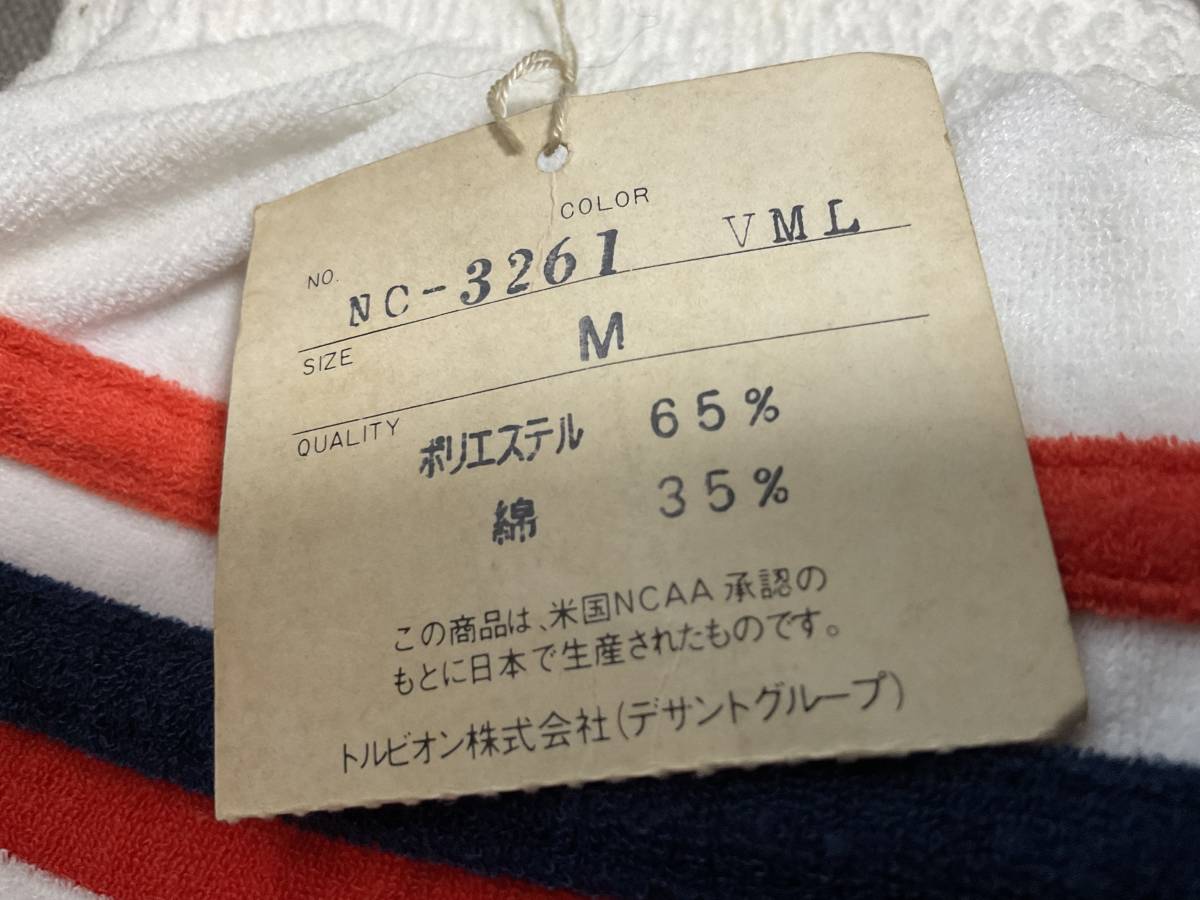 COLOR
NO. NC-3261 VML
SIZE M
QUALITY ポリエステル 65%
綿 35%
この商品は、米国NCAA承認の
もとに日本で生産されたものです。
トルビオン株式会社(デサントグループ)